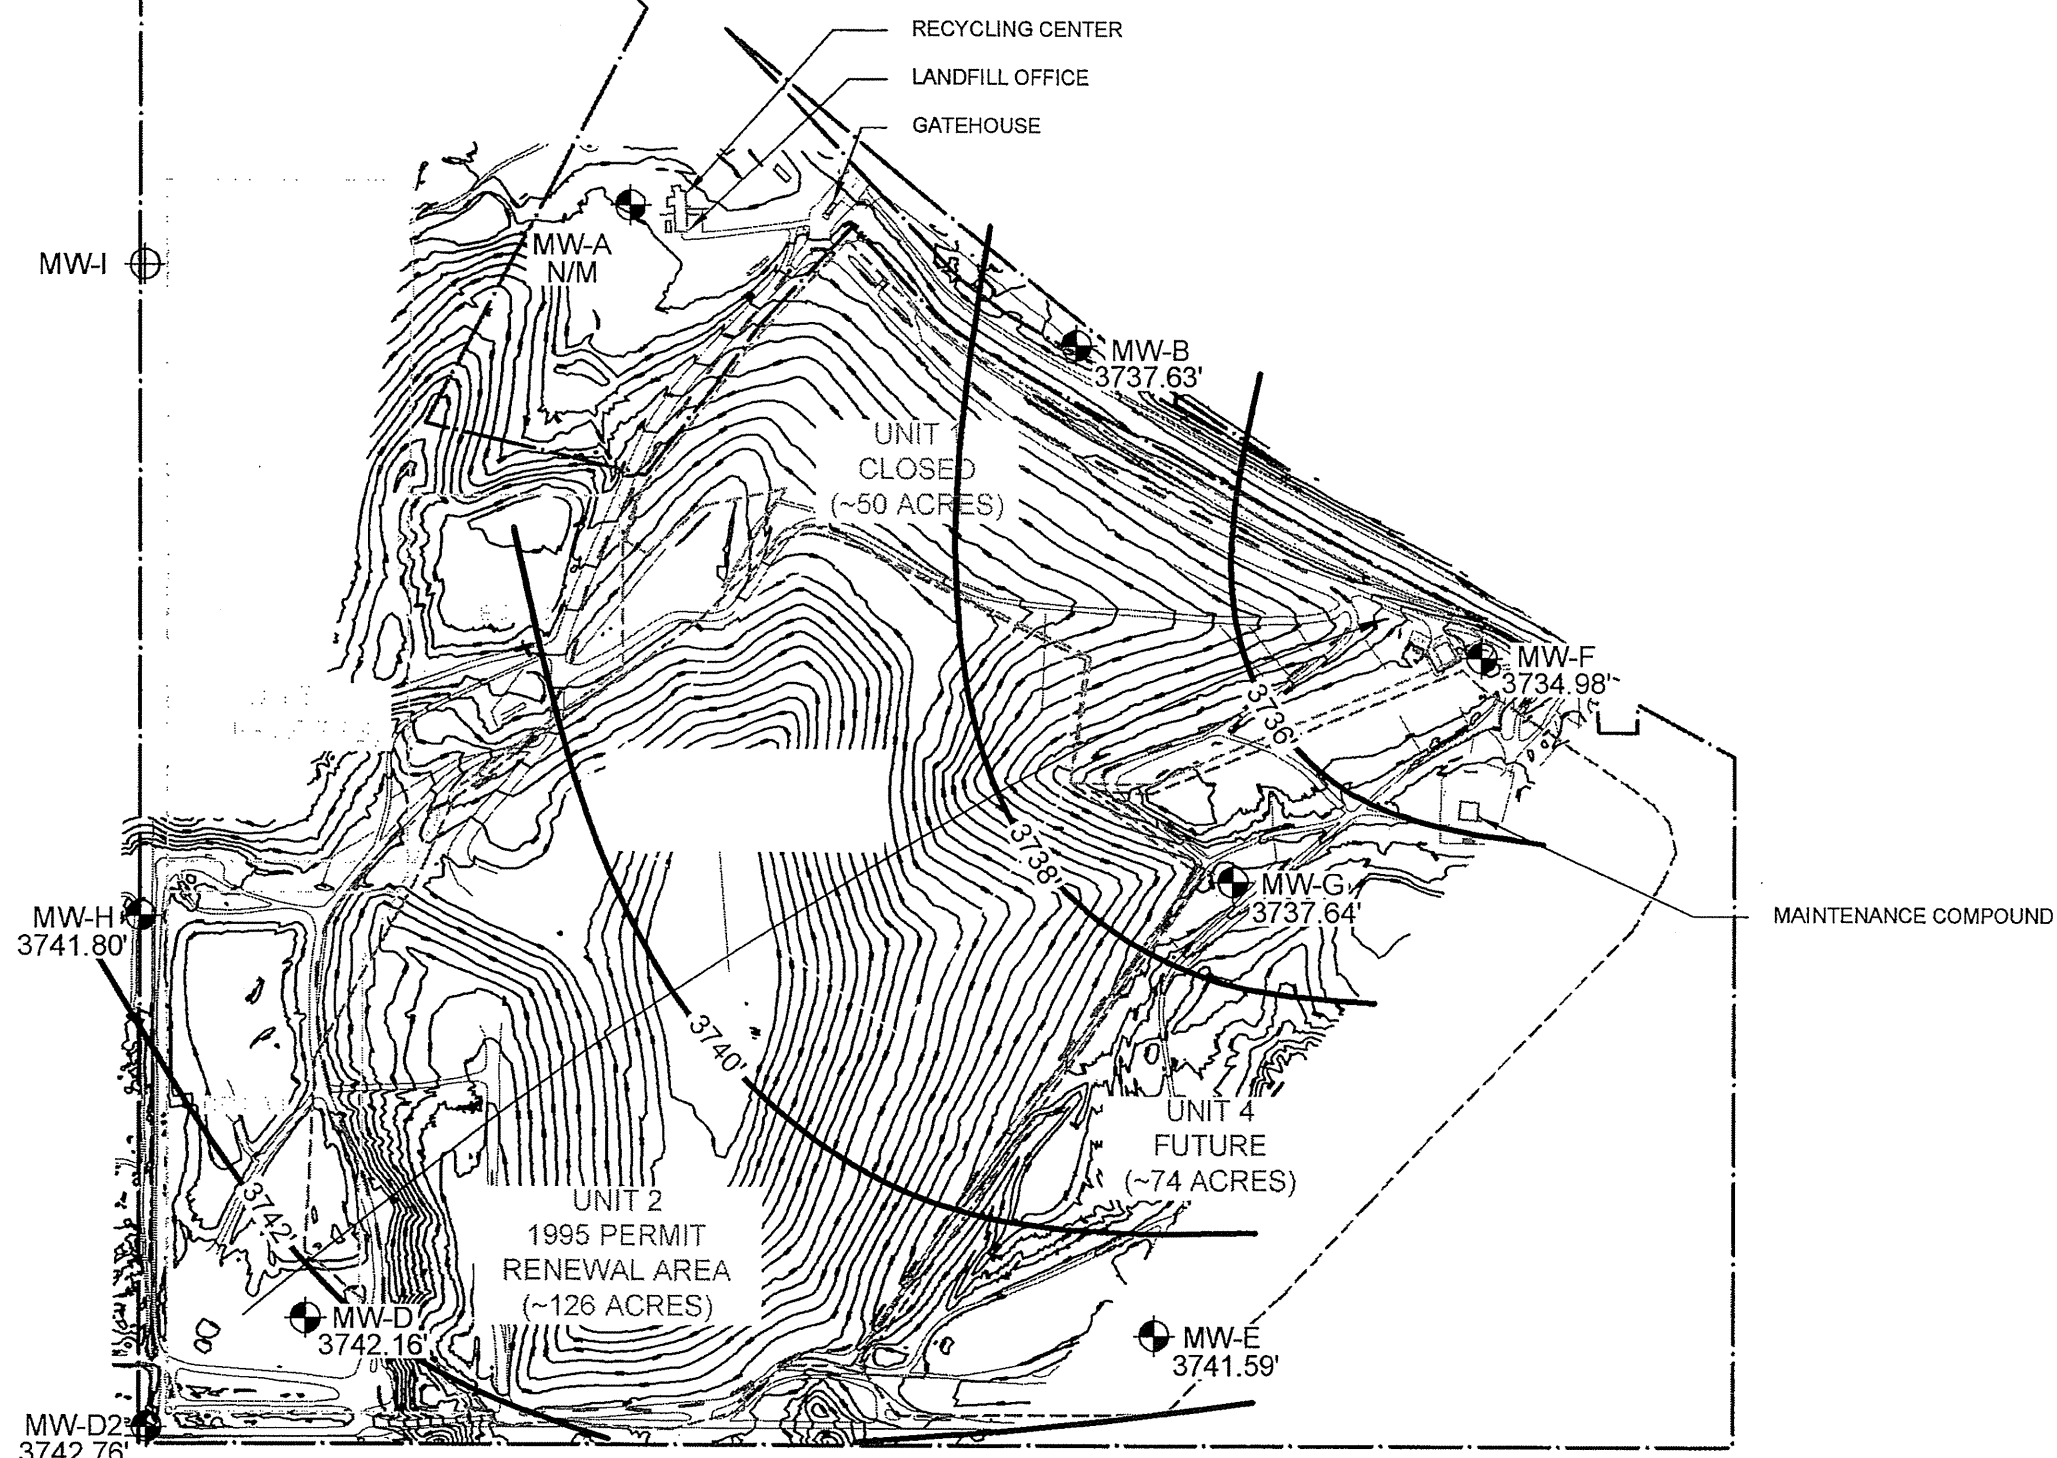 RECYCLING CENTER
LANDFILL OFFICE
GATEHOUSE
MW-A
N/M
MW-I
MW-B
3737.63'
UNIT 1
CLOSED
(~50 ACRES)
MW-F
3734.98'
3736'
3738'
MW-G
3737.64'
MAINTENANCE COMPOUND
MW-H
3741.80'
3740'
UNIT 4
FUTURE
(~74 ACRES)
3742'
UNIT 2
1995 PERMIT
RENEWAL AREA
(~126 ACRES)
MW-D
3742.16'
MW-E
3741.59'
MW-D2
3742.76'